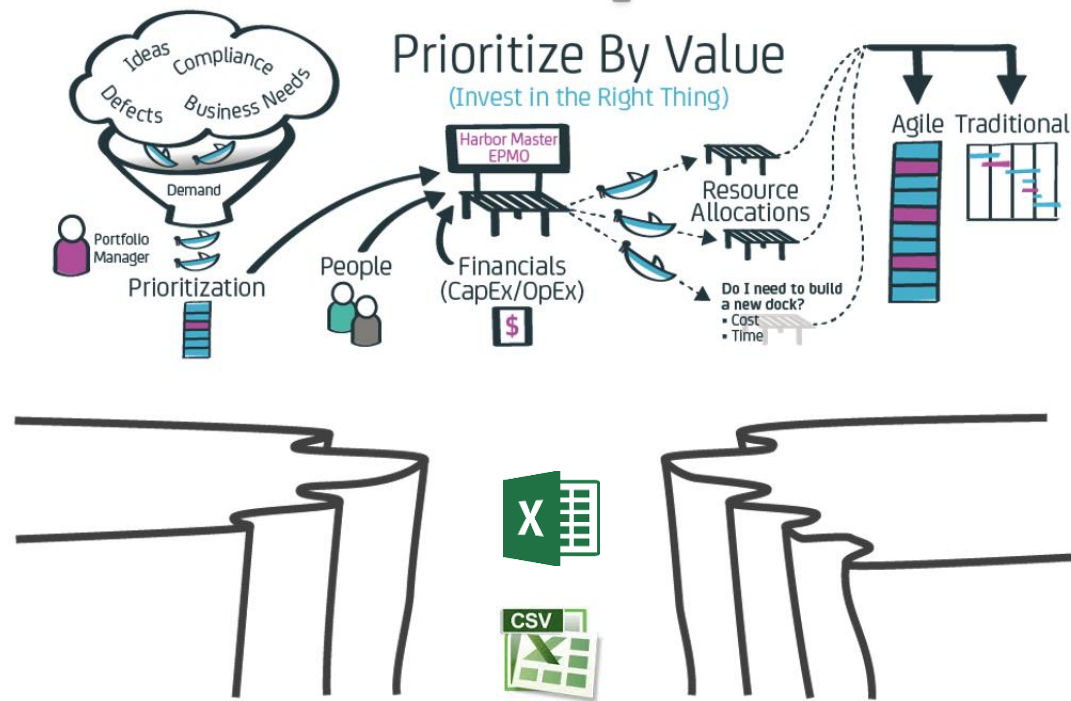 Ideas
Compliance
Defects
Business Needs
Demand
Portfolio
Manager
Prioritization
Prioritize By Value
(Invest in the Right Thing)
Harbor Master
EPMO
People
Financials
(CapEx/OpEx)
$
Resource
Allocations
Do I need to build
a new dock?
▪ Cost
▪ Time
Agile
Traditional
X
CSV
X